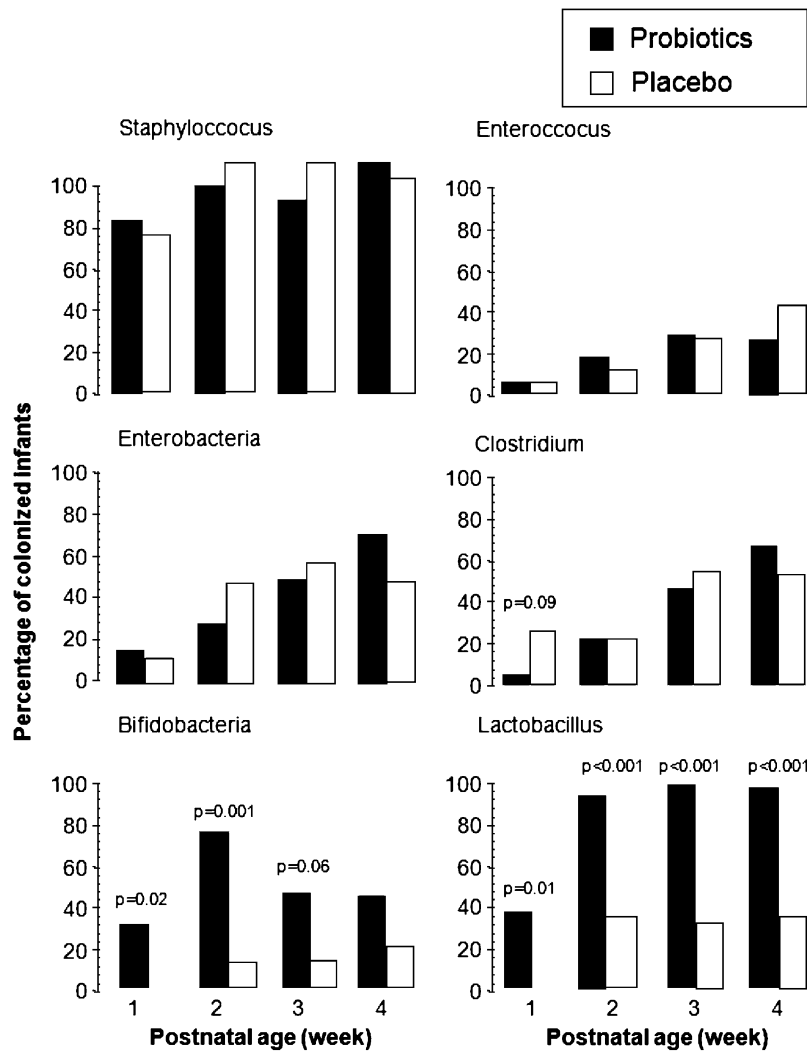 Probiotics
Placebo
Staphyloccocus
Enteroccocus
100
80
60
40
20
0
100
80
60
40
20
0
Enterobacteria
Clostridium
100
80
60
40
20
0
100
80
60
40
20
0
p=0.09
Percentage of colonized infants
Bifidobacteria
Lactobacillus
100
80
60
40
20
0
p=0.02
p=0.001
p=0.06
100
80
60
40
20
0
p=0.01
p<0.001
p<0.001
p<0.001
1 2 3 4
1 2 3 4
Postnatal age (week)
Postnatal age (week)